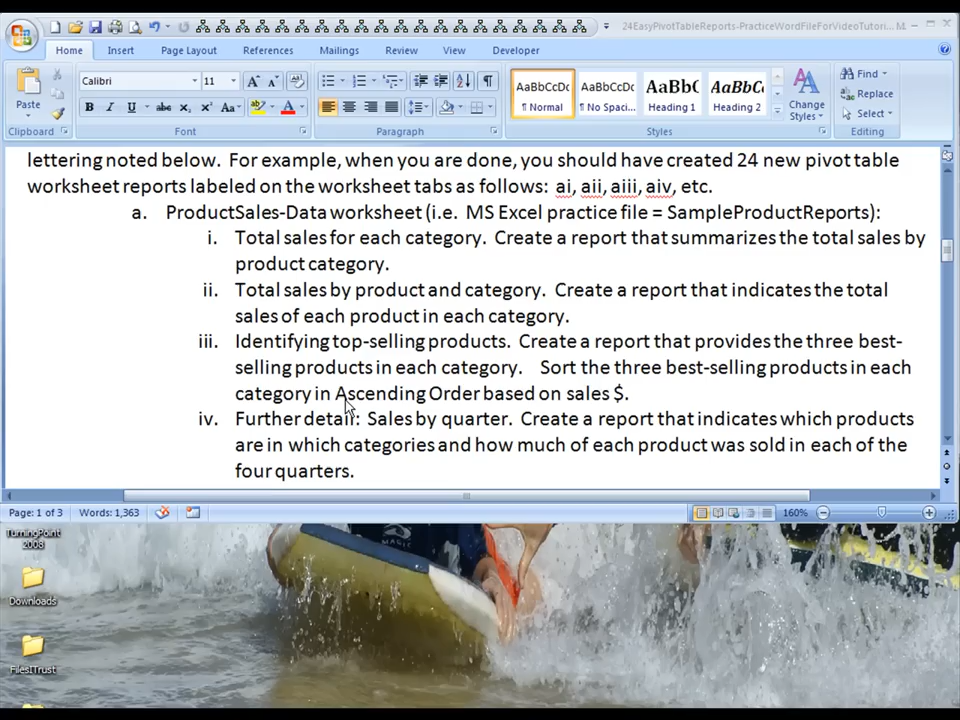 24EasyPivotTableReports-PracticeWordFileForVideoTutori... M
Home Insert Page Layout References Mailings Review View Developer
Calibri 11
Paste
AaBbCcDc AaBbCcDc AaBbC AaBbCc
¶ Normal ¶ No Spaci... Heading 1 Heading 2
Change Styles
Find
Replace
Select
Clipboard Font Paragraph Styles Editing
lettering noted below. For example, when you are done, you should have created 24 new pivot table
worksheet reports labeled on the worksheet tabs as follows: ai, aii, aiii, aiv, etc.
a. ProductSales-Data worksheet (i.e. MS Excel practice file = SampleProductReports):
i. Total sales for each category. Create a report that summarizes the total sales by
product category.
ii. Total sales by product and category. Create a report that indicates the total
sales of each product in each category.
iii. Identifying top-selling products. Create a report that provides the three best-
selling products in each category. Sort the three best-selling products in each
category in Ascending Order based on sales $.
iv. Further detail: Sales by quarter. Create a report that indicates which products
are in which categories and how much of each product was sold in each of the
four quarters.
Page: 1 of 3 Words: 1,363 160%
MAGIC
TurningPoint
2008
Downloads
FilesITrust